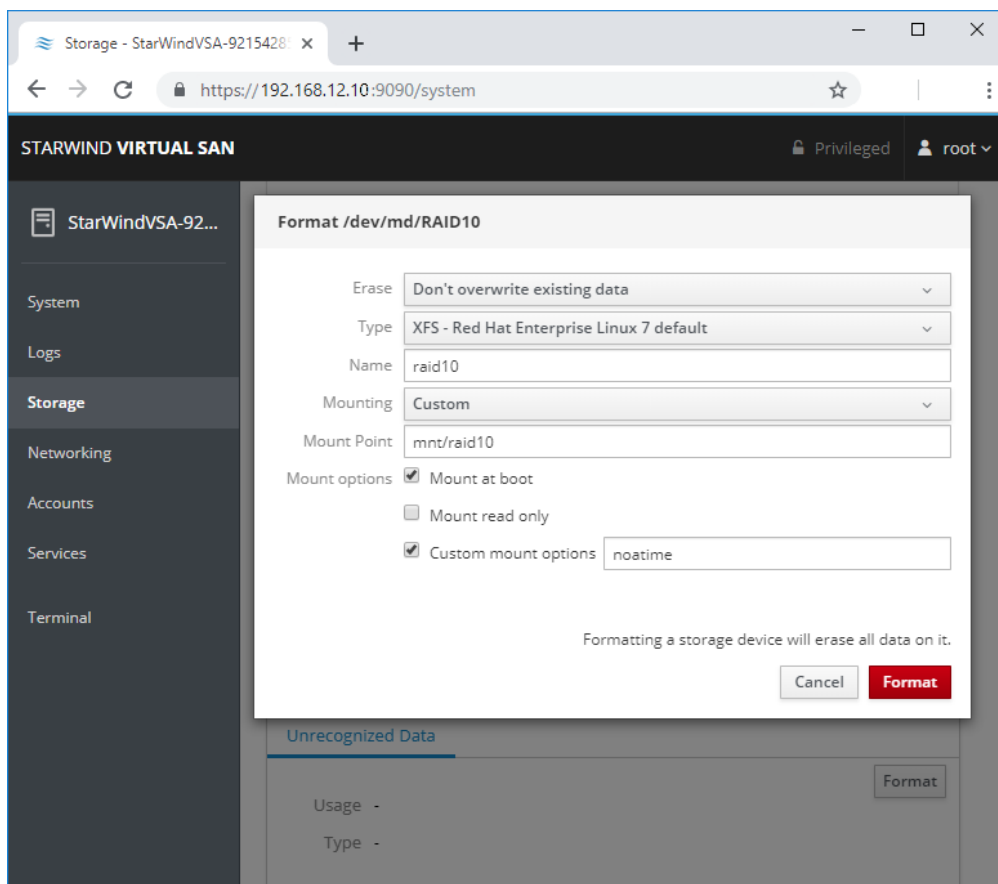 Storage - StarWindVSA-9215428
https://192.168.12.10:9090/system
STARWIND VIRTUAL SAN
Privileged
root
StarWindVSA-92...
System
Logs
Storage
Networking
Accounts
Services
Terminal
Format /dev/md/RAID10
Erase Don't overwrite existing data
Type XFS - Red Hat Enterprise Linux 7 default
Name raid10
Mounting Custom
Mount Point mnt/raid10
Mount options Mount at boot
Mount read only
Custom mount options noatime
Formatting a storage device will erase all data on it.
Cancel Format
Unrecognized Data
Format
Usage -
Type -